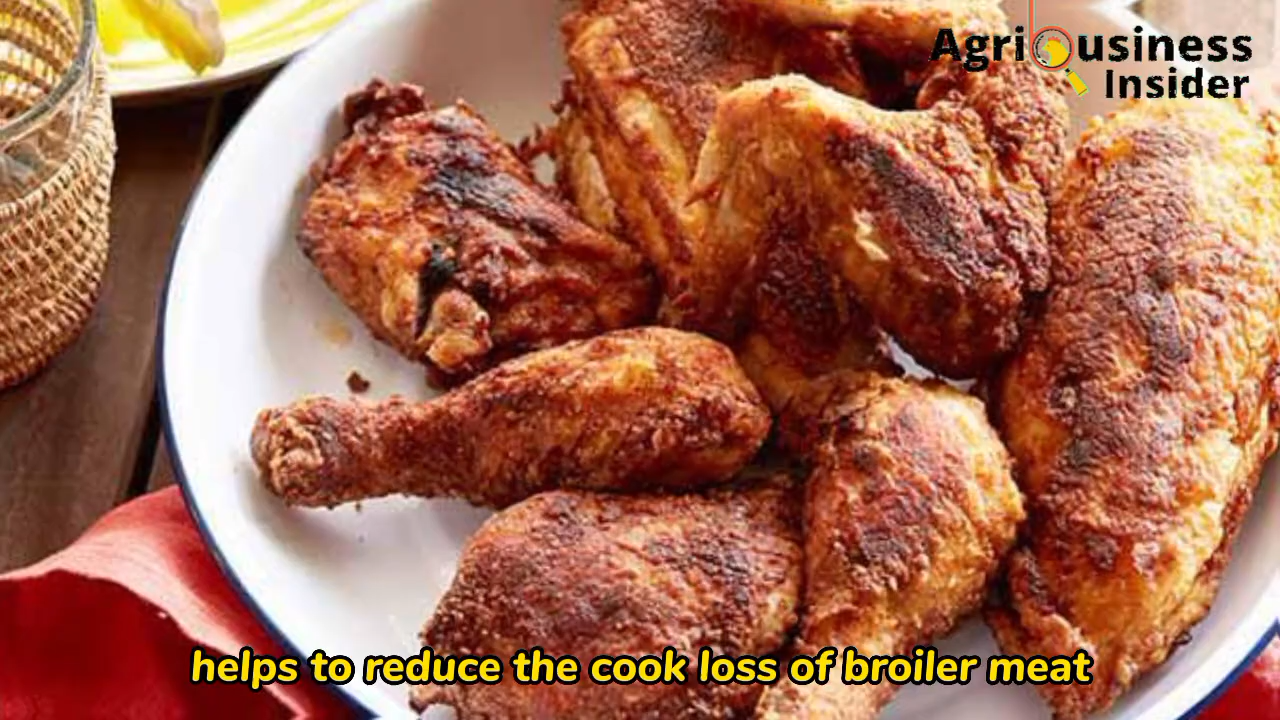 AgriBusiness
Insider
helps to reduce the cook loss of broiler meat